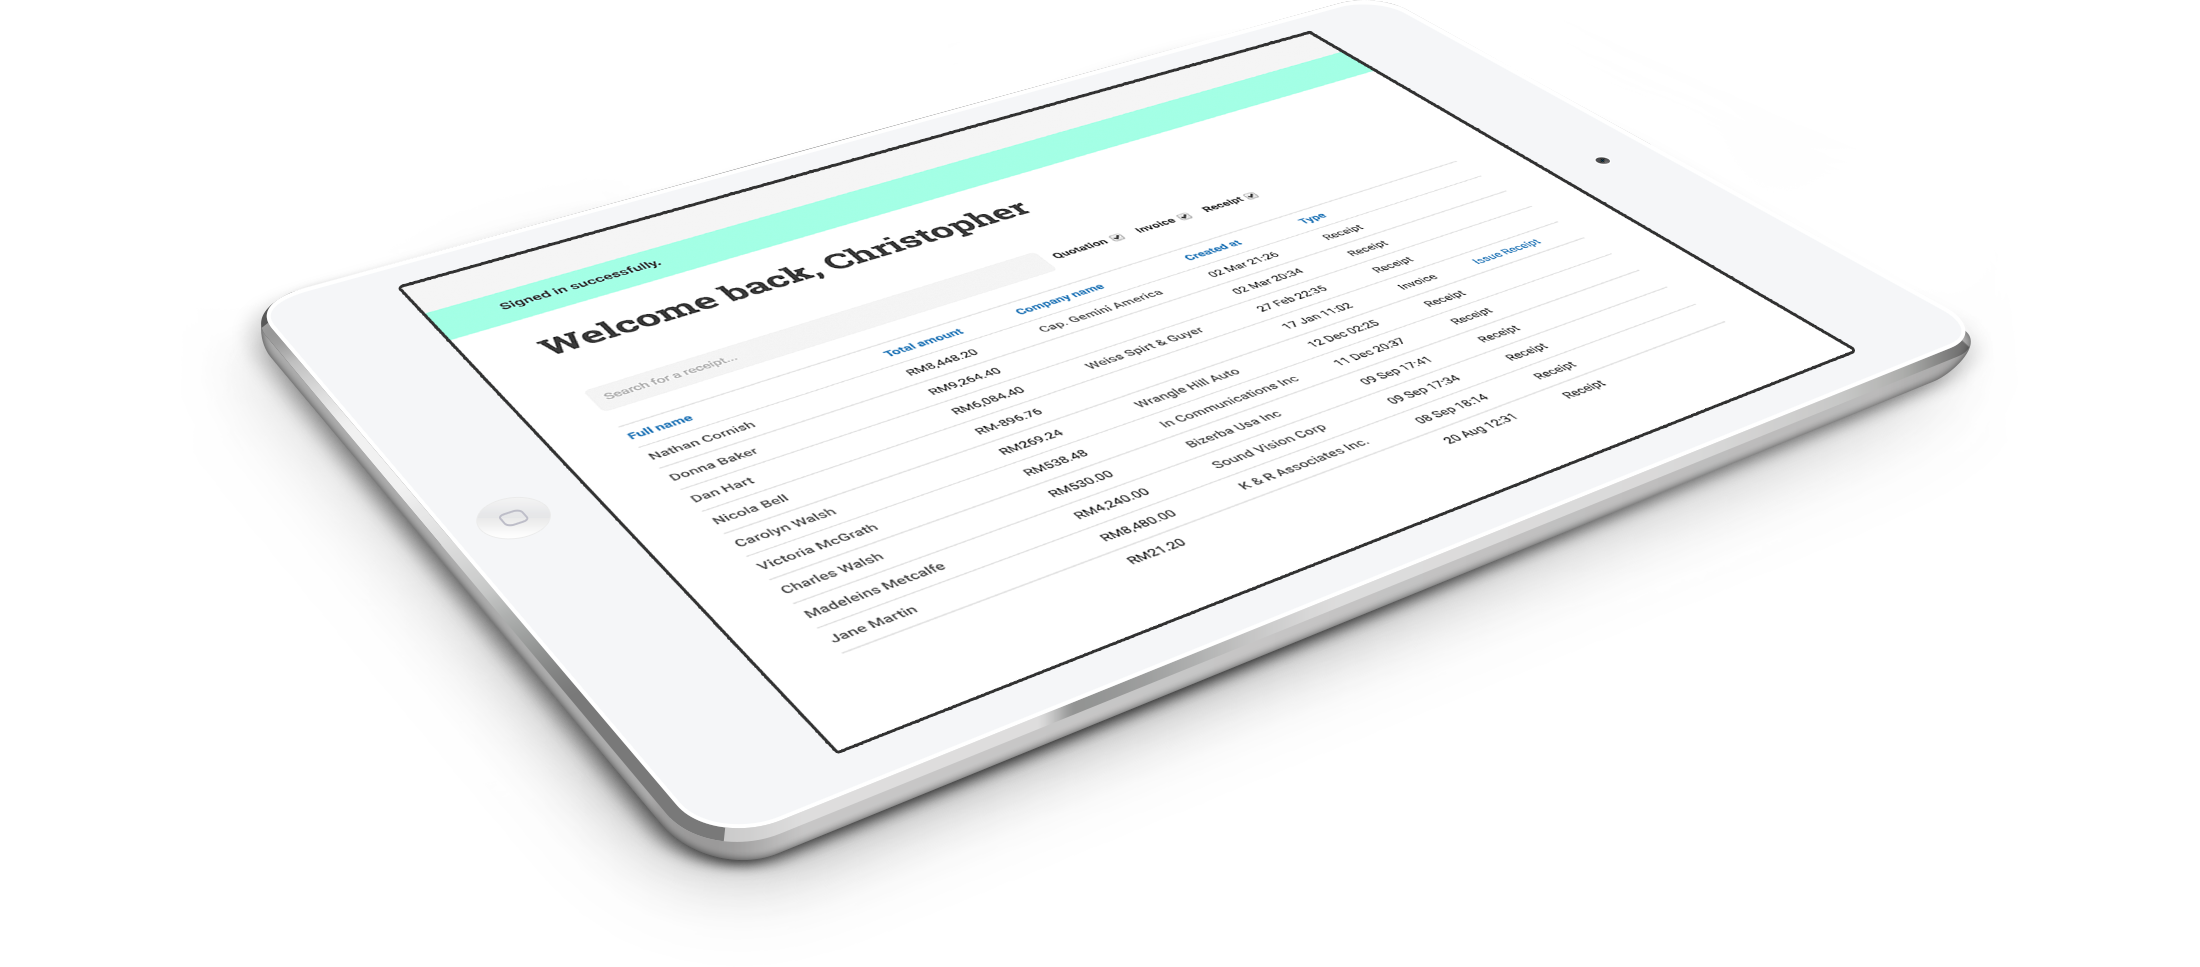 Signed in successfully.
Welcome back, Christopher
Search for a receipt... Quotation Invoice Receipt
Full name Total amount Company name Created at Type
Nathan Cornish RM8,448.20 Cap. Gemini America 02 Mar 21:26 Receipt
Donna Baker RM9,264.40 02 Mar 20:34 Receipt
Dan Hart RM6,084.40 Weiss Spirt & Guyer 27 Feb 22:35 Receipt
Nicola Bell RM-896.76 17 Jan 11:02 Invoice Issue Receipt
Carolyn Walsh RM269.24 Wrangle Hill Auto 12 Dec 02:25 Receipt
Victoria McGrath RM538.48 In Communications Inc 11 Dec 20:37 Receipt
Charles Walsh RM530.00 Bizerba Usa Inc 09 Sep 17:41 Receipt
Madeleins Metcalfe RM4,240.00 Sound Vision Corp 09 Sep 17:34 Receipt
Jane Martin RM8,480.00 K & R Associates Inc. 08 Sep 18:14 Receipt
RM21.20 20 Aug 12:31 Receipt